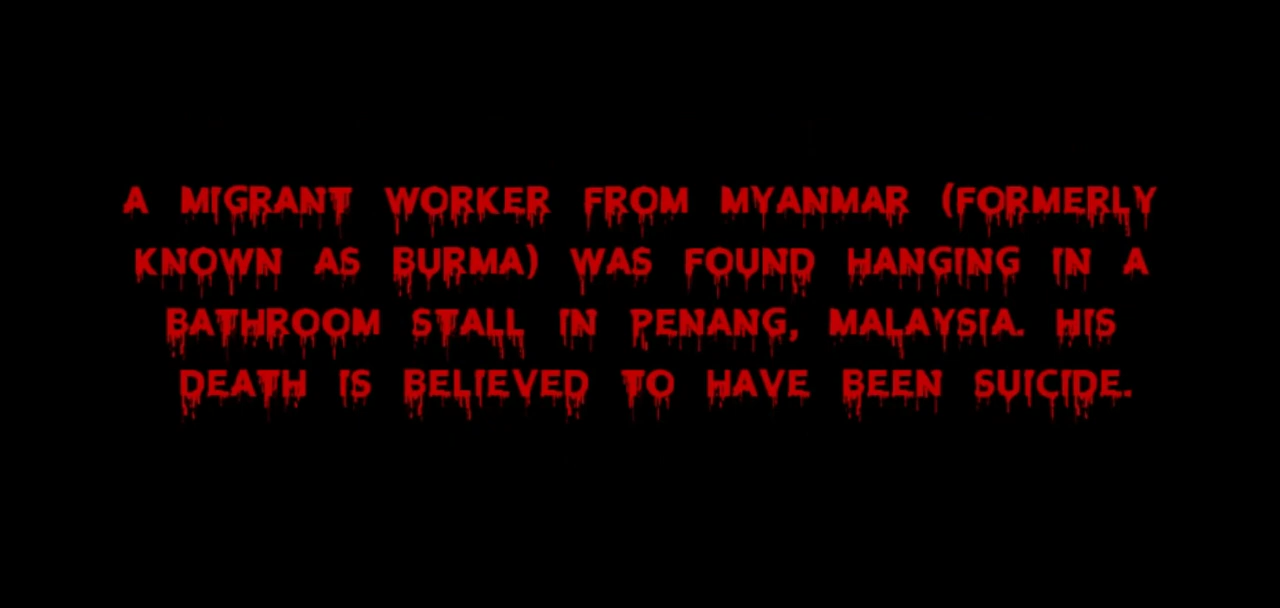 A MIGRANT WORKER FROM MYANMAR (FORMERLY
KNOWN AS BURMA) WAS FOUND HANGING IN A
BATHROOM STALL IN PENANG, MALAYSIA. HIS
DEATH IS BELIEVED TO HAVE BEEN SUICIDE.